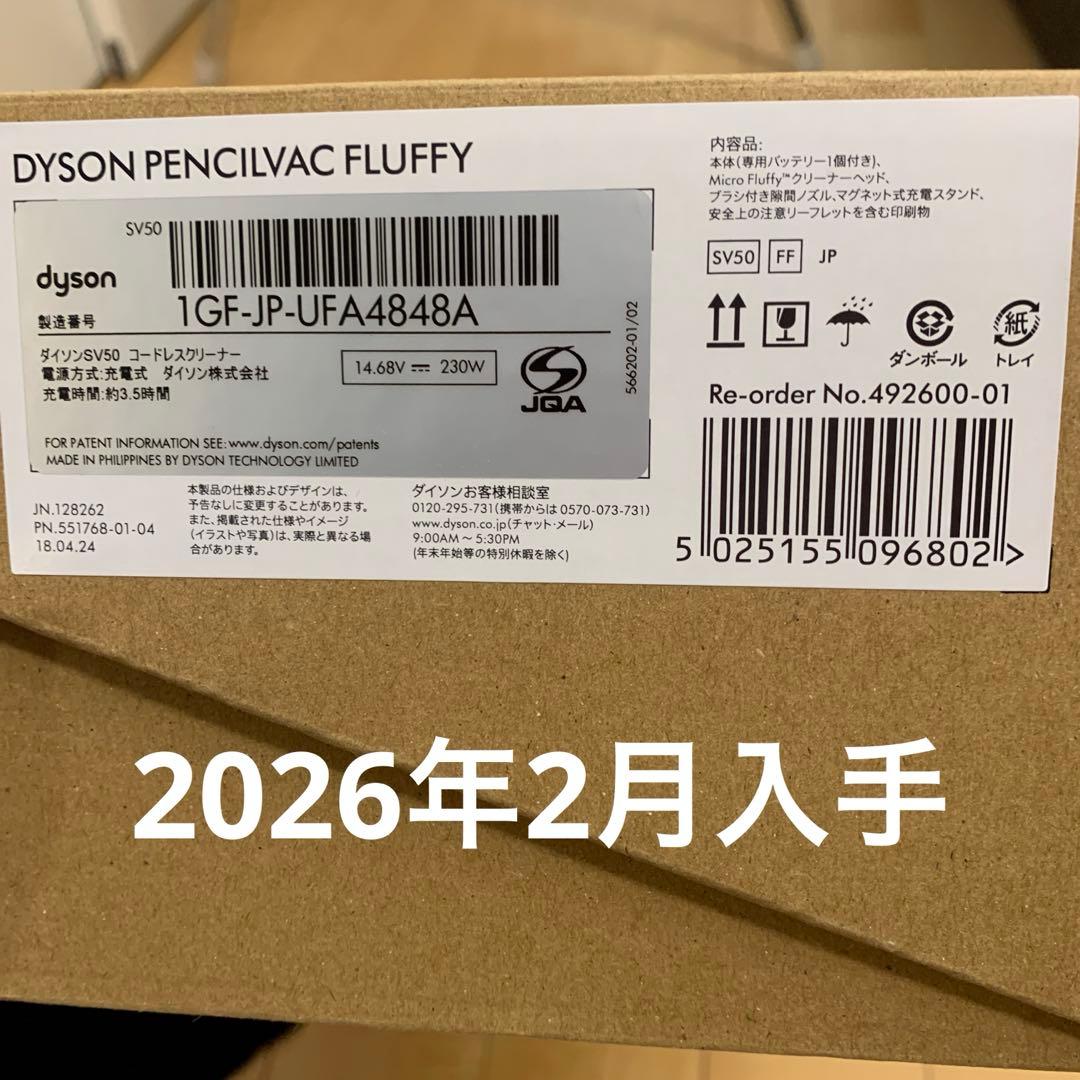 DYSON PENCILVAC FLUFFY
SV50
dyson
1GF-JP-UFA4848A
製造番号
ダイソンSV50 コードレスクリーナー
電源方式:充電式 ダイソン株式会社
充電時間:約3.5時間
14.68V ⎓ 230W
JQA
566202-01/02
FOR PATENT INFORMATION SEE: www.dyson.com/patents
MADE IN PHILIPPINES BY DYSON TECHNOLOGY LIMITED
JN.128262
PN.551768-01-04
18.04.24
本製品の仕様およびデザインは、
予告なしに変更することがあります。
また、掲載された仕様やイメージ
(イラストや写真)は、実際と異なる場
合があります。
ダイソンお客様相談室
0120-295-731(携帯からは 0570-073-731)
www.dyson.co.jp(チャット・メール)
9:00AM～5:30PM
(年末年始等の特別休暇を除く)
内容品:
本体(専用バッテリー1個付き)、
Micro Fluffy™クリーナーヘッド、
ブラシ付き隙間ノズル、マグネット式充電スタンド、
安全上の注意リーフレットを含む印刷物
SV50 FF JP
紙
ダンボール トレイ
Re-order No.492600-01
5 025155 096802 >
2026年2月入手